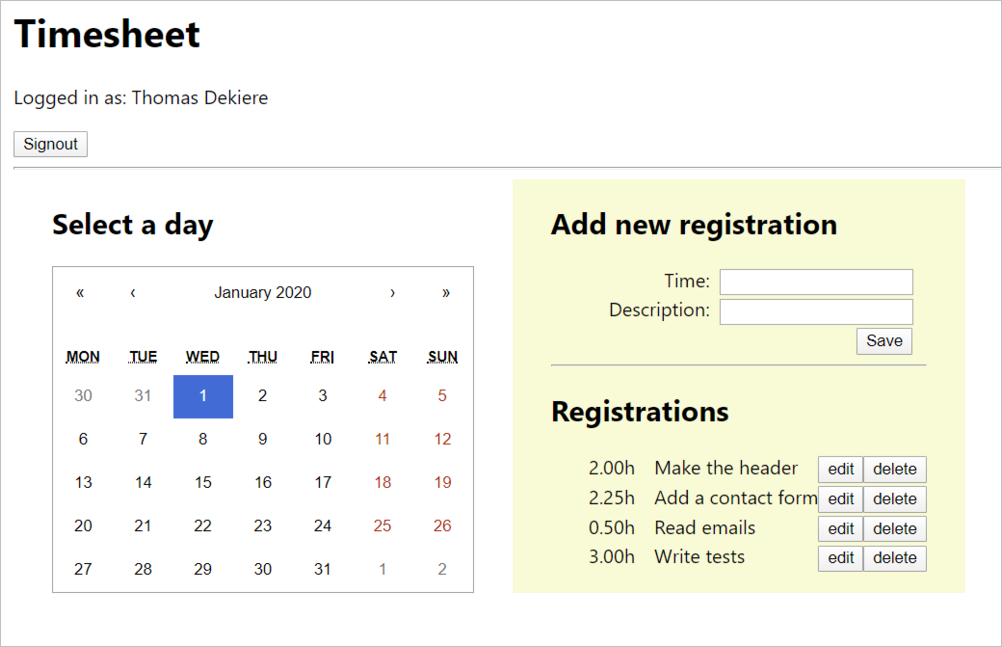 Timesheet
Logged in as: Thomas Dekiere
Signout
Select a day
« ‹ January 2020 › »
MON TUE WED THU FRI SAT SUN
30 31 1 2 3 4 5
6 7 8 9 10 11 12
13 14 15 16 17 18 19
20 21 22 23 24 25 26
27 28 29 30 31 1 2
Add new registration
Time:
Description:
Save
Registrations
2.00h Make the header edit delete
2.25h Add a contact form edit delete
0.50h Read emails edit delete
3.00h Write tests edit delete